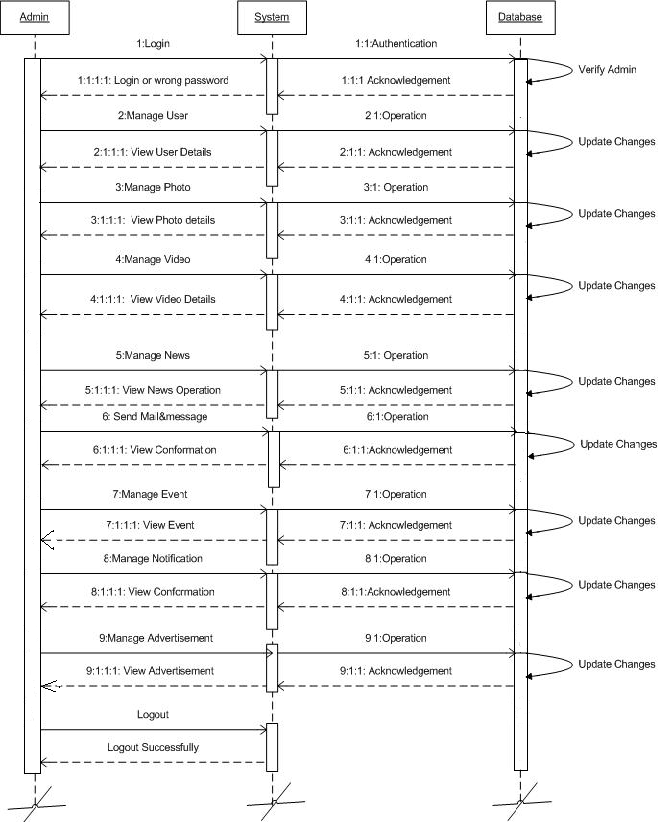 Admin System Database
1:Login 1:1:Authentication
Verify Admin
1:1:1:1: Login or wrong password 1:1:1 Acknowledgement
2:Manage User 2 1:Operation
Update Changes
2:1:1:1: View User Details 2:1:1: Acknowledgement
3:Manage Photo 3:1: Operation
Update Changes
3:1:1:1: View Photo details 3:1:1: Acknowledgement
4:Manage Video 4 1:Operation
Update Changes
4:1:1:1: View Video Details 4:1:1: Acknowledgement
5:Manage News 5:1: Operation
Update Changes
5:1:1:1: View News Operation 5:1:1: Acknowledgement
6: Send Mail&message 6:1:Operation
Update Changes
6:1:1:1: View Conformation 6:1:1:Acknowledgement
7:Manage Event 7 1:Operation
Update Changes
7:1:1:1: View Event 7:1:1: Acknowledgement
8:Manage Notification 8 1:Operation
Update Changes
8:1:1:1: View Conformation 8:1:1:Acknowledgement
9:Manage Advertisement 9 1:Operation
Update Changes
9:1:1:1: View Advertisement 9:1:1: Acknowledgement
Logout
Logout Successfully